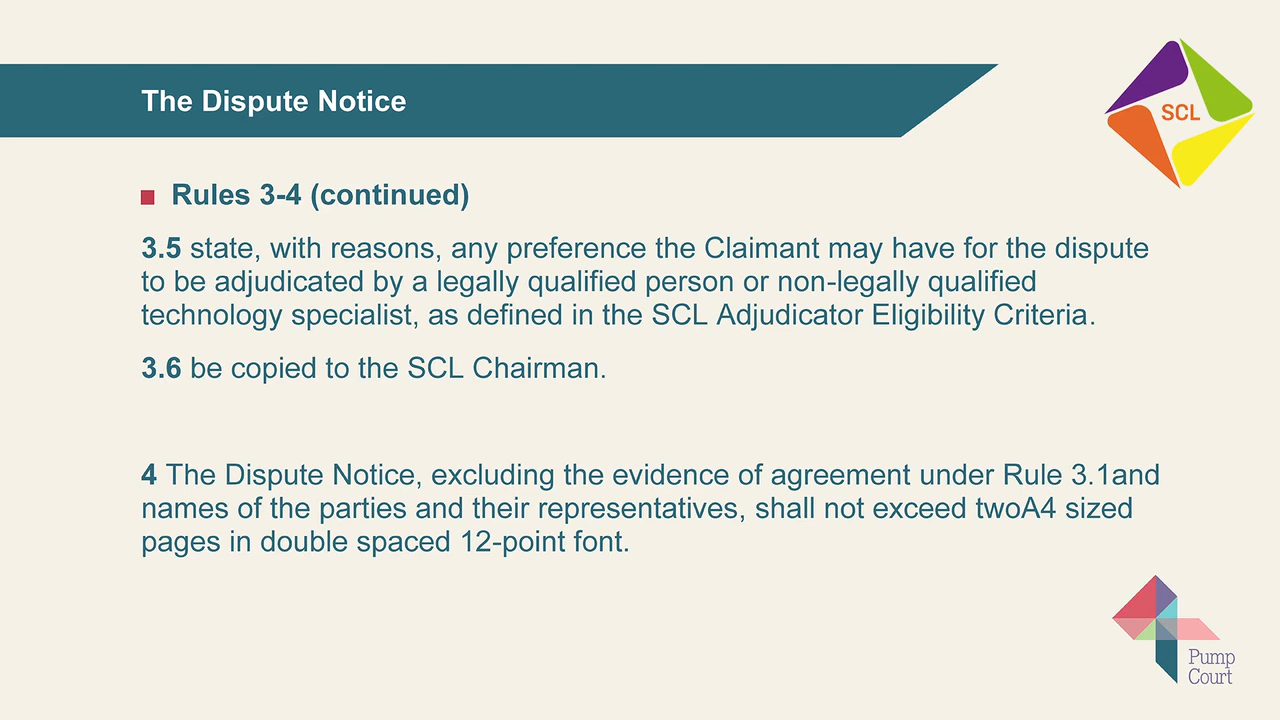 The Dispute Notice
SCL
Rules 3-4 (continued)
3.5 state, with reasons, any preference the Claimant may have for the dispute
to be adjudicated by a legally qualified person or non-legally qualified
technology specialist, as defined in the SCL Adjudicator Eligibility Criteria.
3.6 be copied to the SCL Chairman.
4 The Dispute Notice, excluding the evidence of agreement under Rule 3.1and
names of the parties and their representatives, shall not exceed twoA4 sized
pages in double spaced 12-point font.
Pump
Court